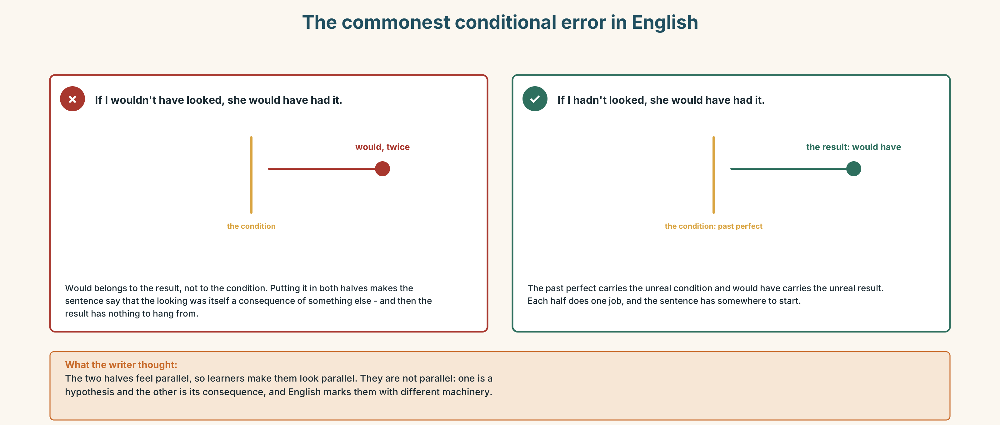 The commonest conditional error in English
If I wouldn't have looked, she would have had it.
would, twice
the condition
Would belongs to the result, not to the condition. Putting it in both halves makes the
sentence say that the looking was itself a consequence of something else - and then the
result has nothing to hang from.
If I hadn't looked, she would have had it.
the result: would have
the condition: past perfect
The past perfect carries the unreal condition and would have carries the unreal result.
Each half does one job, and the sentence has somewhere to start.
What the writer thought:
The two halves feel parallel, so learners make them look parallel. They are not parallel: one is a
hypothesis and the other is its consequence, and English marks them with different machinery.